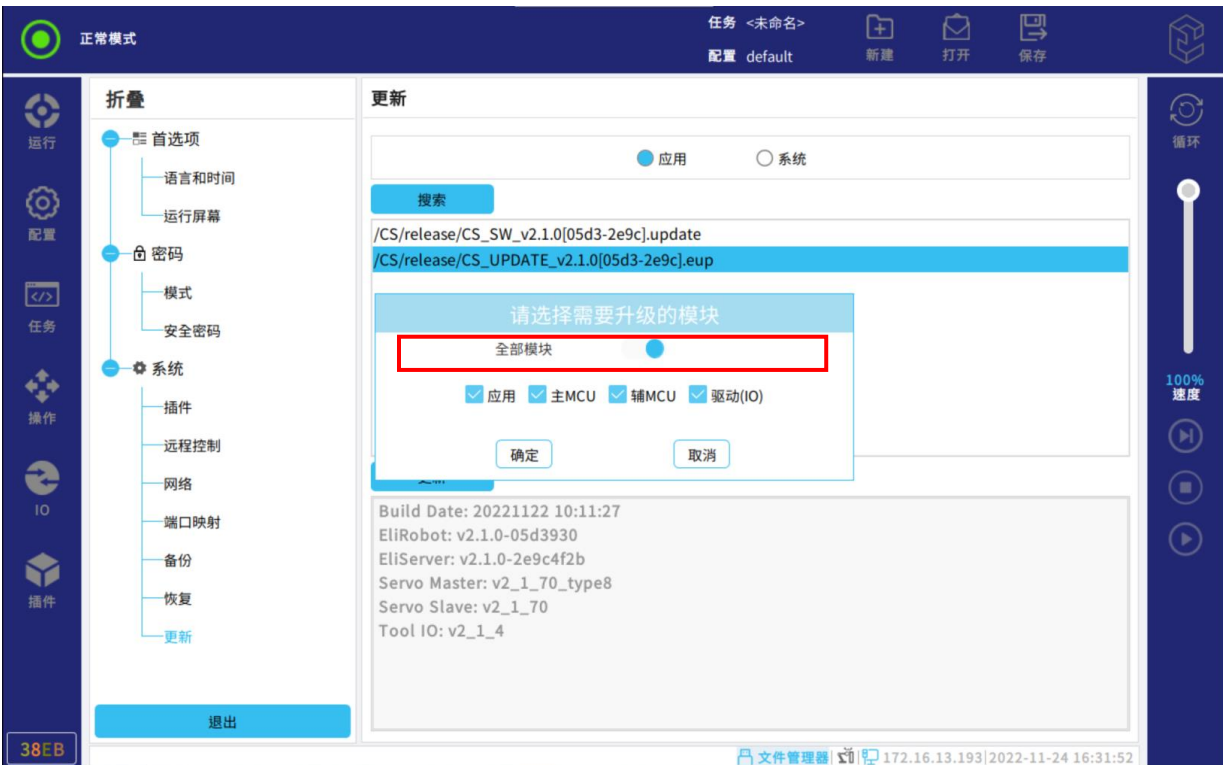 正常模式
任务 <未命名>
配置 default
新建
打开
保存
运行
配置
任务
操作
IO
插件
38EB
折叠
首选项
语言和时间
运行屏幕
密码
模式
安全密码
系统
插件
远程控制
网络
端口映射
备份
恢复
更新
退出
更新
应用 系统
搜索
/CS/release/CS_SW_v2.1.0[05d3-2e9c].update
/CS/release/CS_UPDATE_v2.1.0[05d3-2e9c].eup
请选择需要升级的模块
全部模块
应用 主MCU 辅MCU 驱动(IO)
确定 取消
更新
Build Date: 20221122 10:11:27
EliRobot: v2.1.0-05d3930
EliServer: v2.1.0-2e9c4f2b
Servo Master: v2_1_70_type8
Servo Slave: v2_1_70
Tool IO: v2_1_4
文件管理器 172.16.13.193 2022-11-24 16:31:52
循环
100%
速度